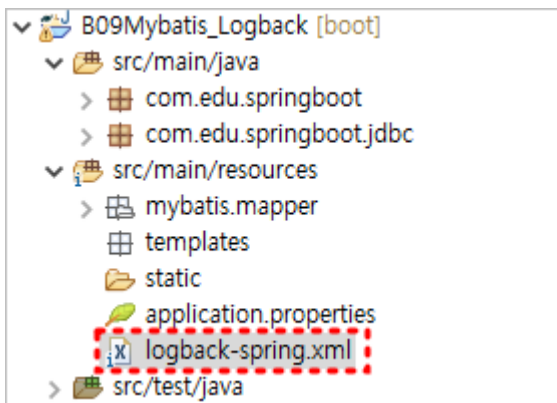 B09Mybatis_Logback [boot]
src/main/java
com.edu.springboot
com.edu.springboot.jdbc
src/main/resources
mybatis.mapper
templates
static
application.properties
logback-spring.xml
src/test/java